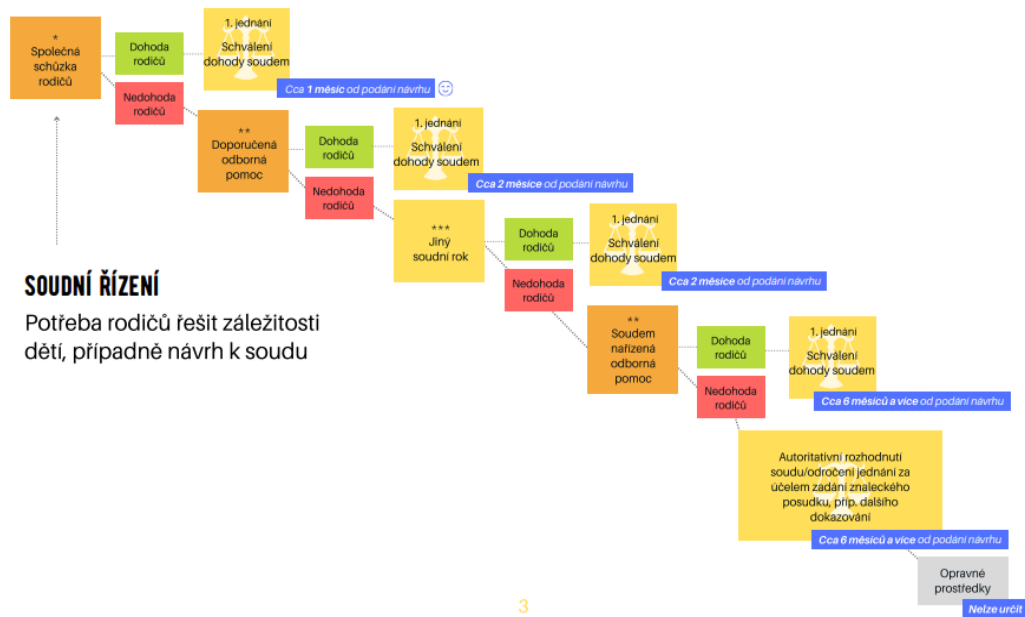 *
Společná
schůzka
rodičů
Dohoda
rodičů
Nedohoda
rodičů
1. jednání
Schválení
dohody soudem
Cca 1 měsíc od podání návrhu
**
Doporučená
odborná
pomoc
Dohoda
rodičů
Nedohoda
rodičů
1. jednání
Schválení
dohody soudem
Cca 2 měsíce od podání návrhu
***
Jiný
soudní rok
Dohoda
rodičů
Nedohoda
rodičů
1. jednání
Schválení
dohody soudem
Cca 2 měsíce od podání návrhu
SOUDNÍ ŘÍZENÍ
Potřeba rodičů řešit záležitosti
dětí, případně návrh k soudu
**
Soudem
nařízená
odborná
pomoc
Dohoda
rodičů
Nedohoda
rodičů
1. jednání
Schválení
dohody soudem
Cca 6 měsíců a více od podání návrhu
Autoritativní rozhodnutí
soudu/odročení jednání za
účelem zadání znaleckého
posudku, příp. dalšího
dokazování
Cca 6 měsíců a více od podání návrhu
Opravné
prostředky
Nelze určit
3